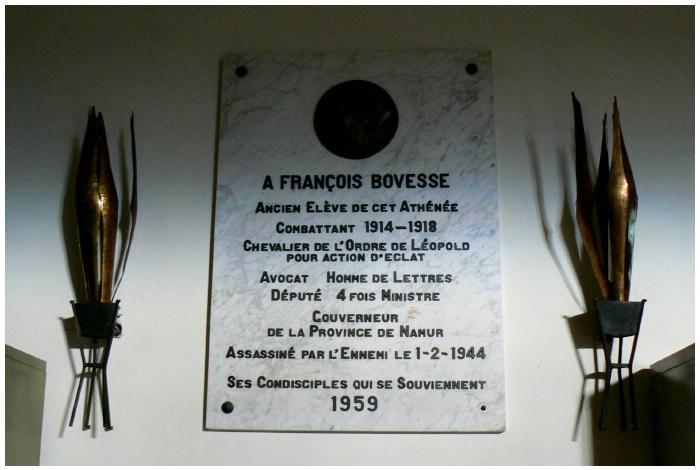 A FRANÇOIS BOVESSE
ANCIEN ELÈVE DE CET ATHÉNÉE
COMBATTANT 1914-1918
CHEVALIER DE L'ORDRE DE LÉOPOLD
POUR ACTION D'ECLAT
AVOCAT HOMME DE LETTRES
DÉPUTÉ 4 FOIS MINISTRE
GOUVERNEUR
DE LA PROVINCE DE NAMUR
ASSASSINÉ PAR L'ENNEMI LE 1-2-1944
SES CONDISCIPLES QUI SE SOUVIENNENT
1959